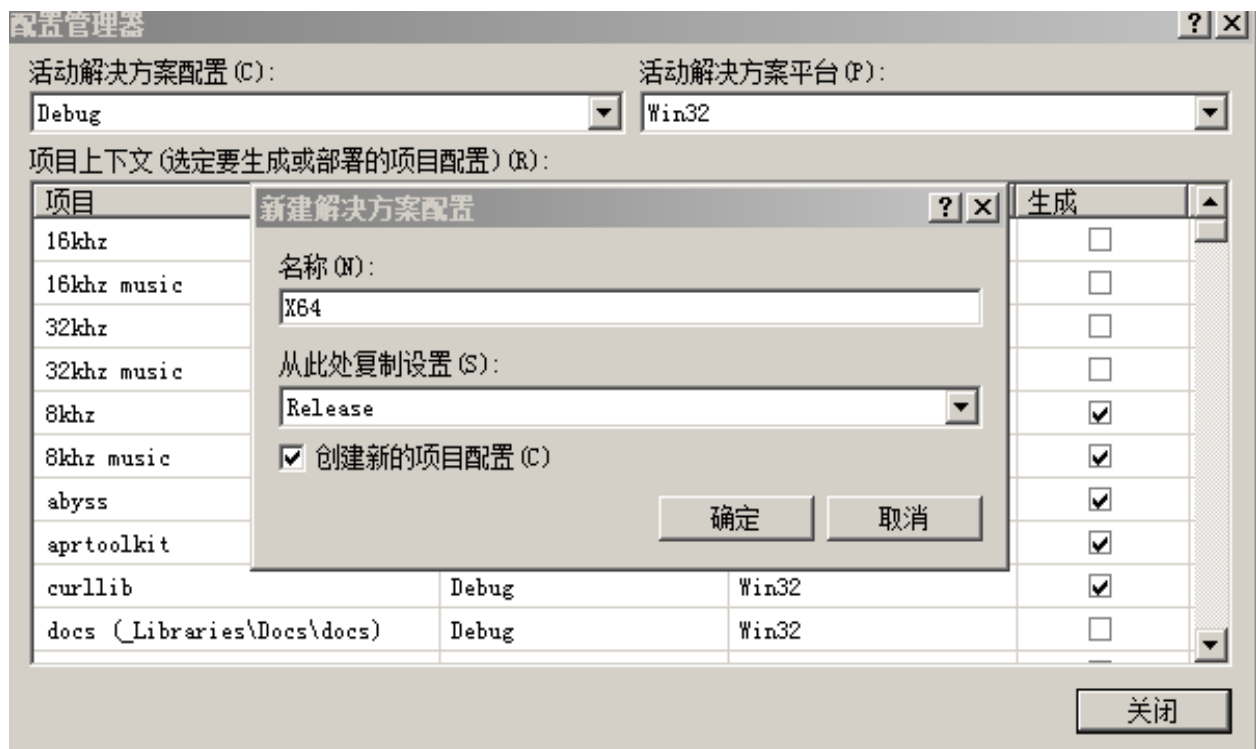 配置管理器
活动解决方案配置(C):
活动解决方案平台(P):
Debug
Win32
项目上下文(选定要生成或部署的项目配置)(R):
项目
生成
新建解决方案配置
名称(N):
X64
从此处复制设置(S):
Release
创建新的项目配置(C)
确定
取消
16khz
16khz music
32khz
32khz music
8khz
8khz music
abyss
aprtoolkit
curllib Debug Win32
docs (_Libraries\Docs\docs) Debug Win32
关闭